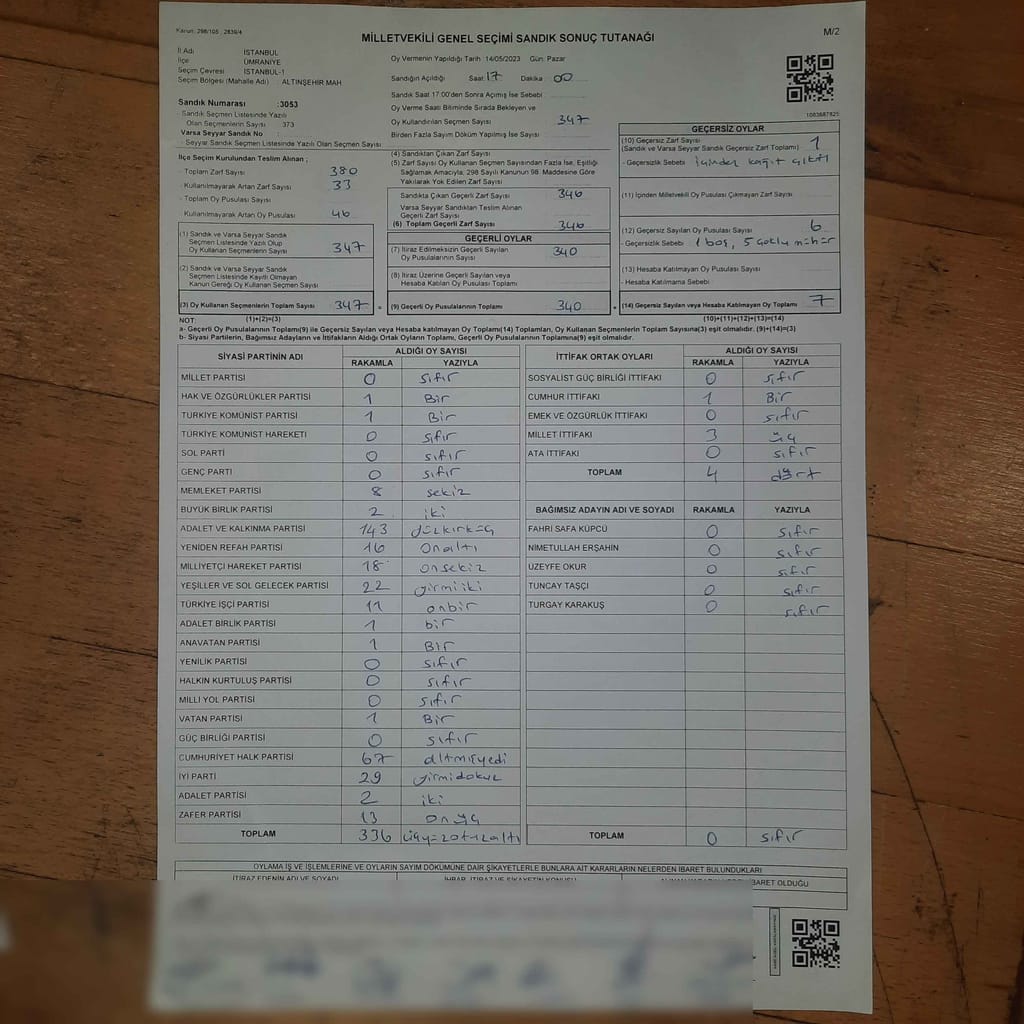 Kanun: 298/105 , 2839/4
MİLLETVEKİLİ GENEL SEÇİMİ SANDIK SONUÇ TUTANAĞI
M/2
İl Adı İSTANBUL
İlçe ÜMRANİYE
Seçim Çevresi İSTANBUL-1
Seçim Bölgesi (Mahalle Adı) : ALTINŞEHİR MAH
Sandık Numarası :3053
Sandık Seçmen Listesinde Yazılı
Olan Seçmenlerin Sayısı 373
Varsa Seyyar Sandık No :
Seyyar Seçmen Listesinde Yazılı Olan Seçmen Sayısı
Oy Vermenin Yapıldığı Tarih 14/05/2023 Gün: Pazar
Sandığın Açıldığı Saat 17 Dakika 00
Sandık Saat 17:00'den Sonra Açımış İse Sebebi
Oy Verme Saati Bitiminde Sırada Bekleyen ve
Oy Kullandırılan Seçmen Sayısı 347
Birden Fazla Sayım Döküm Yapılmış İse Sayısı
1083687825
İlçe Seçim Kurulundan Teslim Alınan ;
Toplam Zarf Sayısı 380
Kullanılmayarak Artan Zarf Sayısı 33
Toplam Oy Pusulası Sayısı
Kullanılmayarak Artan Oy Pusulası 46
(1) Sandık ve Varsa Seyyar Sandık
Seçmen Listesinde Yazılı Olup
Oy Kullanan Seçmenlerin Sayısı 347
(2) Sandık ve Varsa Seyyar Sandık
Seçmen Listesinde Kayıtlı Olmayan
Kanun Gereği Oy Kullanan Seçmen Sayısı
(3) Oy Kullanan Seçmenlerin Toplam Sayısı 347 =
(1)+(2)=(3)
(4) Sandıktan Çıkan Zarf Sayısı
(5) Zarf Sayısı Oy Kullanan Seçmen Sayısından Fazla İse, Eşitliği
Sağlamak Amacıyla, 298 Sayılı Kanunun 98. Maddesine Göre
Yakılarak Yok Edilen Zarf Sayısı
Sandıkta Çıkan Geçerli Zarf Sayısı 346
Varsa Seyyar Sandıktan Teslim Alınan
Geçerli Zarf Sayısı
(6) Toplam Geçerli Zarf Sayısı 346
GEÇERLİ OYLAR
(7) İtiraz Edilmeksizin Geçerli Sayılan
Oy Pusulasının Sayısı 340
(8) İtiraz Üzerine Geçerli Sayılan veya
Hesaba Katılan Oy Pusulası Toplamı
(9) Geçerli Oy Pusulalarının Toplamı 340 +
GEÇERSİZ OYLAR
(10) Geçersiz Zarf Sayısı 1
(Sandık ve Varsa Seyyar Sandık Geçersiz Zarf Toplamı)
- Geçersizlik Sebebi içinden kağıt çıktı
(11) İçinden Milletvekili Oy Pusulası Çıkmayan Zarf Sayısı
(12) Geçersiz Sayılan Oy Pusulası Sayısı 6
- Geçersizlik Sebebi 1 boş, 5 çoklu mühür
(13) Hesaba Katılmayan Oy Pusulası Sayısı
- Hesaba Katılmama Sebebi
(14) Geçersiz Sayılan veya Hesaba Katılmayan Oy Toplamı 7
(10)+(11)+(12)+(13)=(14)
NOT:
a- Geçerli Oy Pusulalarının Toplamı(9) ile Geçersiz Sayılan veya Hesaba katılmayan Oy Toplamı(14) Toplamları, Oy Kullanan Seçmenlerin Toplam Sayısına(3) eşit olmalıdır. (9)+(14)=(3)
b- Siyasi Partilerin, Bağımsız Adayların ve İttifakların Aldığı Ortak Oyların Toplamı, Geçerli Oy Pusulalarının Toplamına(9) eşit olmalıdır.
SİYASİ PARTİNİN ADI ALDIĞI OY SAYISI
RAKAMLA YAZIYLA
MİLLET PARTİSİ 0 sıfır
HAK VE ÖZGÜRLÜKLER PARTİSİ 1 Bir
TÜRKİYE KOMÜNİST PARTİSİ 1 Bir
TÜRKİYE KOMÜNİST HAREKETİ 0 sıfır
SOL PARTİ 0 sıfır
GENÇ PARTİ 0 sıfır
MEMLEKET PARTİSİ 8 sekiz
BÜYÜK BİRLİK PARTİSİ 2 iki
ADALET VE KALKINMA PARTİSİ 143 yüzkırküç
YENİDEN REFAH PARTİSİ 16 onaltı
MİLLİYETÇİ HAREKET PARTİSİ 18 onsekiz
YEŞİLLER VE SOL GELECEK PARTİSİ 22 yirmiiki
TÜRKİYE İŞÇİ PARTİSİ 11 onbir
ADALET BİRLİK PARTİSİ 1 bir
ANAVATAN PARTİSİ 1 Bir
YENİLİK PARTİSİ 0 sıfır
HALKIN KURTULUŞ PARTİSİ 0 sıfır
MİLLİ YOL PARTİSİ 0 sıfır
VATAN PARTİSİ 1 Bir
GÜÇ BİRLİĞİ PARTİSİ 0 sıfır
CUMHURİYET HALK PARTİSİ 67 altmışyedi
İYİ PARTİ 29 yirmidokuz
ADALET PARTİSİ 2 iki
ZAFER PARTİSİ 13 onüç
TOPLAM 336 üçyüzotuzaltı
İTTİFAK ORTAK OYLARI ALDIĞI OY SAYISI
RAKAMLA YAZIYLA
SOSYALİST GÜÇ BİRLİĞİ İTTİFAKI 0 sıfır
CUMHUR İTTİFAKI 1 Bir
EMEK VE ÖZGÜRLÜK İTTİFAKI 0 sıfır
MİLLET İTTİFAKI 3 üç
ATA İTTİFAKI 0 sıfır
TOPLAM 4 dört
BAĞIMSIZ ADAYIN ADI VE SOYADI RAKAMLA YAZIYLA
FAHRİ SAFA KÜPCÜ 0 sıfır
NİMETULLAH ERŞAHİN 0 sıfır
ÜZEYFE OKUR 0 sıfır
TUNCAY TAŞÇI 0 sıfır
TURGAY KARAKUŞ 0 sıfır
TOPLAM 0 sıfır
OYLAMA İŞ VE İŞLEMLERİNE VE OYLARIN SAYIM DÖKÜMÜNE DAİR ŞİKAYETLERLE BUNLARA AİT KARARLARIN NELERDEN İBARET BULUNDUKLARI
İTİRAZ EDENİN ADI VE SOYADI İHBAR, İTİRAZ VE ŞİKAYETİN KONUSU